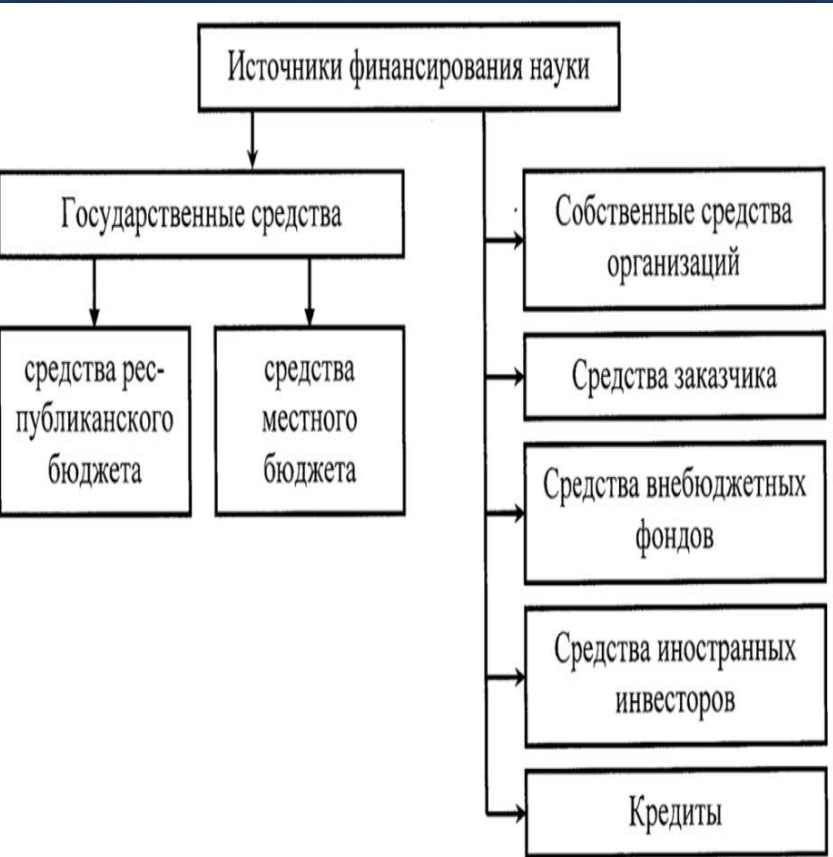 Источники финансирования науки
Государственные средства
средства рес-
публиканского
бюджета
средства
местного
бюджета
Собственные средства
организаций
Средства заказчика
Средства внебюджетных
фондов
Средства иностранных
инвесторов
Кредиты